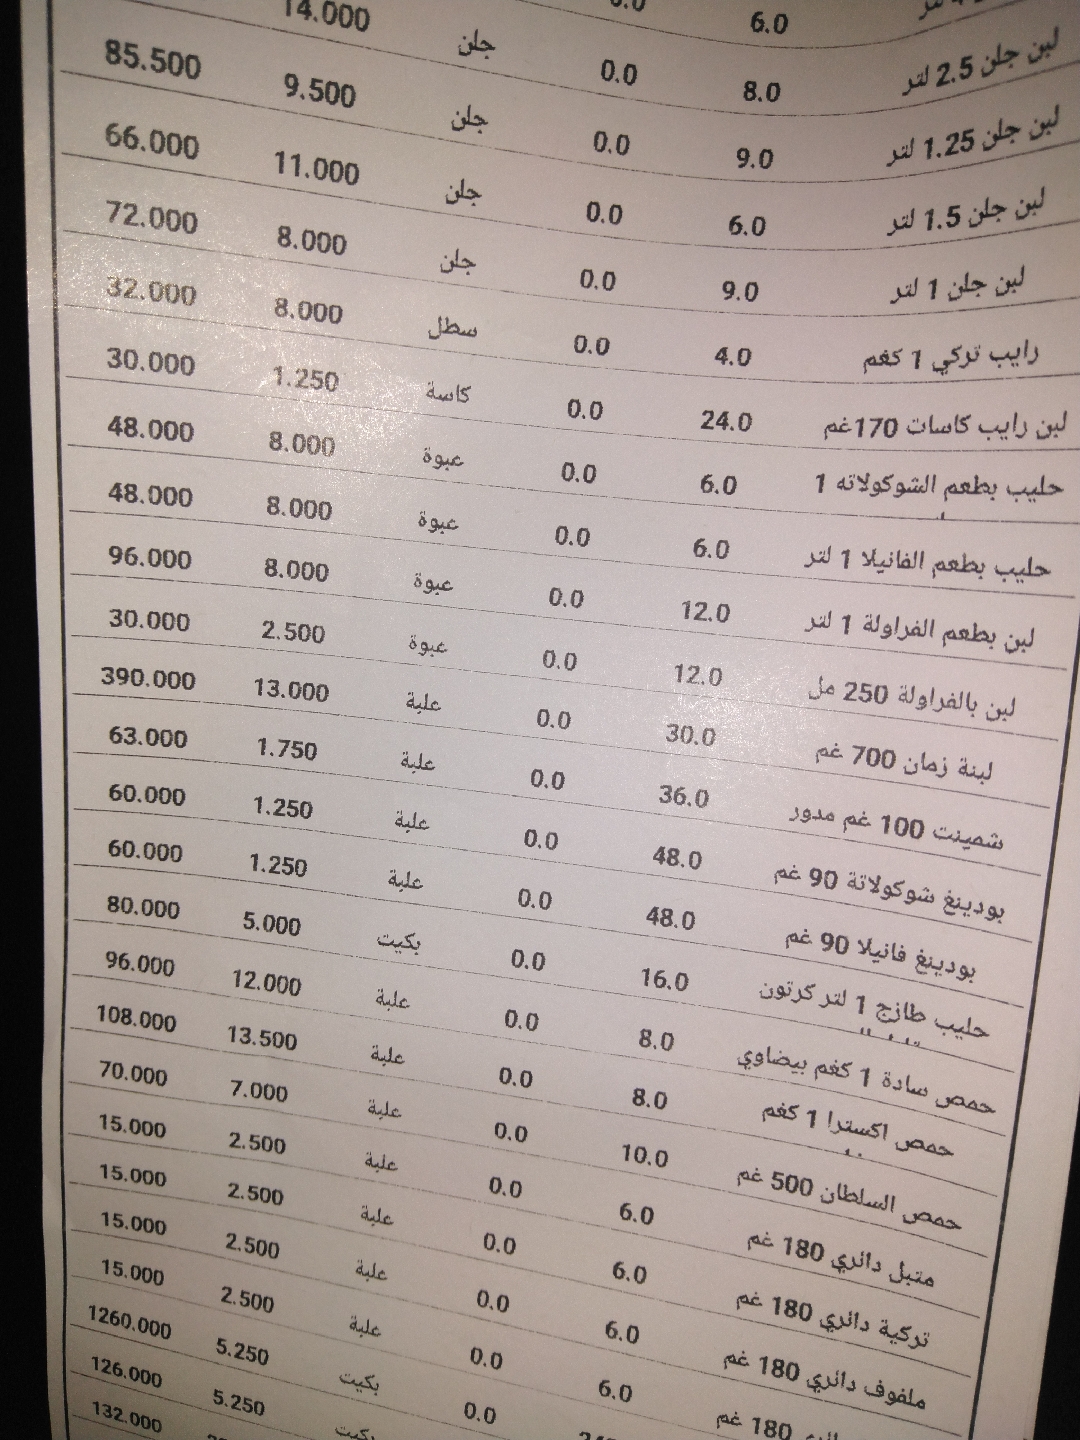 6.0 0.0
لبن جلن 2.5 لتر 8.0 0.0 جلن 14.000
لبن جلن 1.25 لتر 9.0 0.0 جلن 9.500 85.500
لبن جلن 1.5 لتر 6.0 0.0 جلن 11.000 66.000
لبن جلن 1 لتر 9.0 0.0 جلن 8.000 72.000
رايب تركي 1 كغم 4.0 0.0 سطل 8.000 32.000
لبن رايب كاسات 170غم 24.0 0.0 كاسة 1.250 30.000
حليب بطعم الشوكولاته 1 6.0 0.0 عبوة 8.000 48.000
حليب بطعم الفانيلا 1 لتر 6.0 0.0 عبوة 8.000 48.000
لبن بطعم الفراولة 1 لتر 12.0 0.0 عبوة 8.000 96.000
لبن بالفراولة 250 مل 12.0 0.0 عبوة 2.500 30.000
لبنة زمان 700 غم 30.0 0.0 علبة 13.000 390.000
شمينت 100 غم مدور 36.0 0.0 علبة 1.750 63.000
بودينغ شوكولاتة 90 غم 48.0 0.0 علبة 1.250 60.000
بودينغ فانيلا 90 غم 48.0 0.0 علبة 1.250 60.000
حليب طازج 1 لتر كرتون 16.0 0.0 بكيت 5.000 80.000
حمص سادة 1 كغم بيضاوي 8.0 0.0 علبة 12.000 96.000
حمص اكسترا 1 كغم 8.0 0.0 علبة 13.500 108.000
حمص السلطان 500 غم 10.0 0.0 علبة 7.000 70.000
متبل دائري 180 غم 6.0 0.0 علبة 2.500 15.000
تركية دائري 180 غم 6.0 0.0 علبة 2.500 15.000
ملفوف دائري 180 غم 6.0 0.0 علبة 2.500 15.000
180 غم 6.0 0.0 علبة 2.500 15.000
0.0 بكيت 5.250 1260.000
بكيت 5.250 126.000
132.000